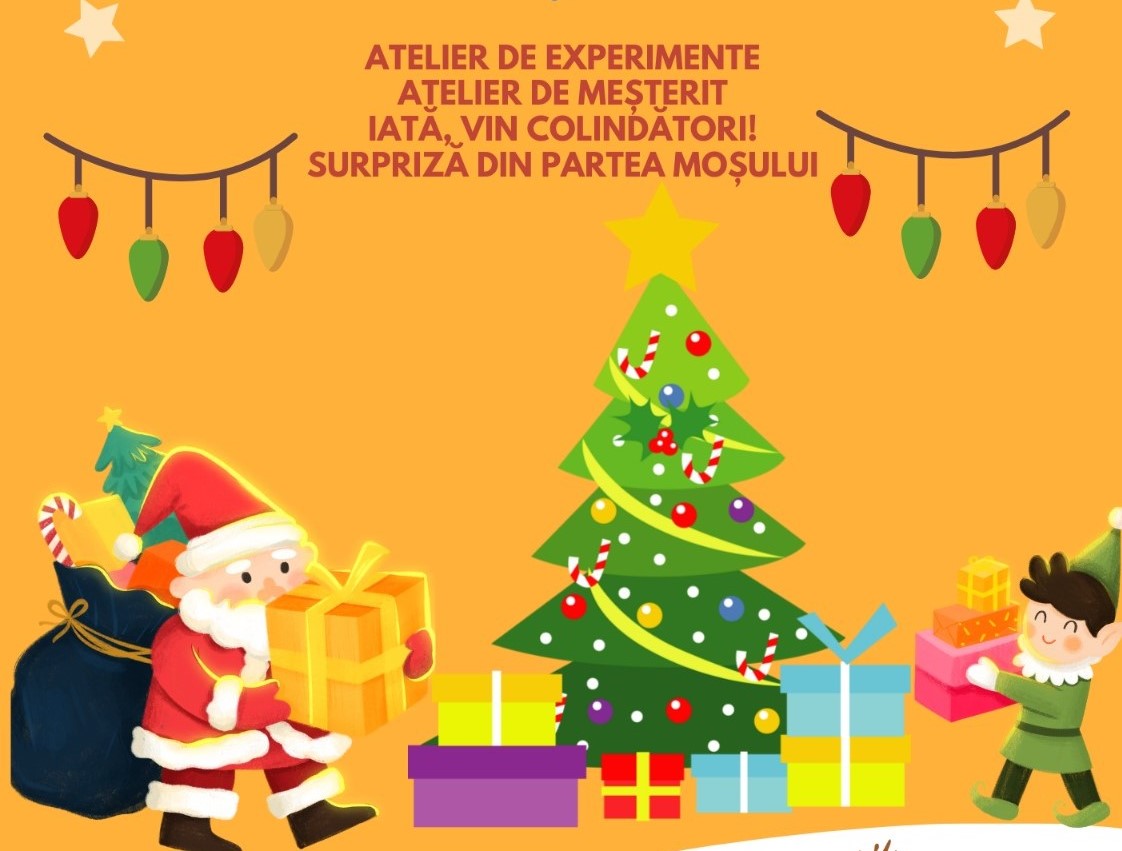 ATELIER DE EXPERIMENTE
ATELIER DE MEȘTERIT
IATĂ, VIN COLINDĂTORI!
SURPRIZĂ DIN PARTEA MOȘULUI